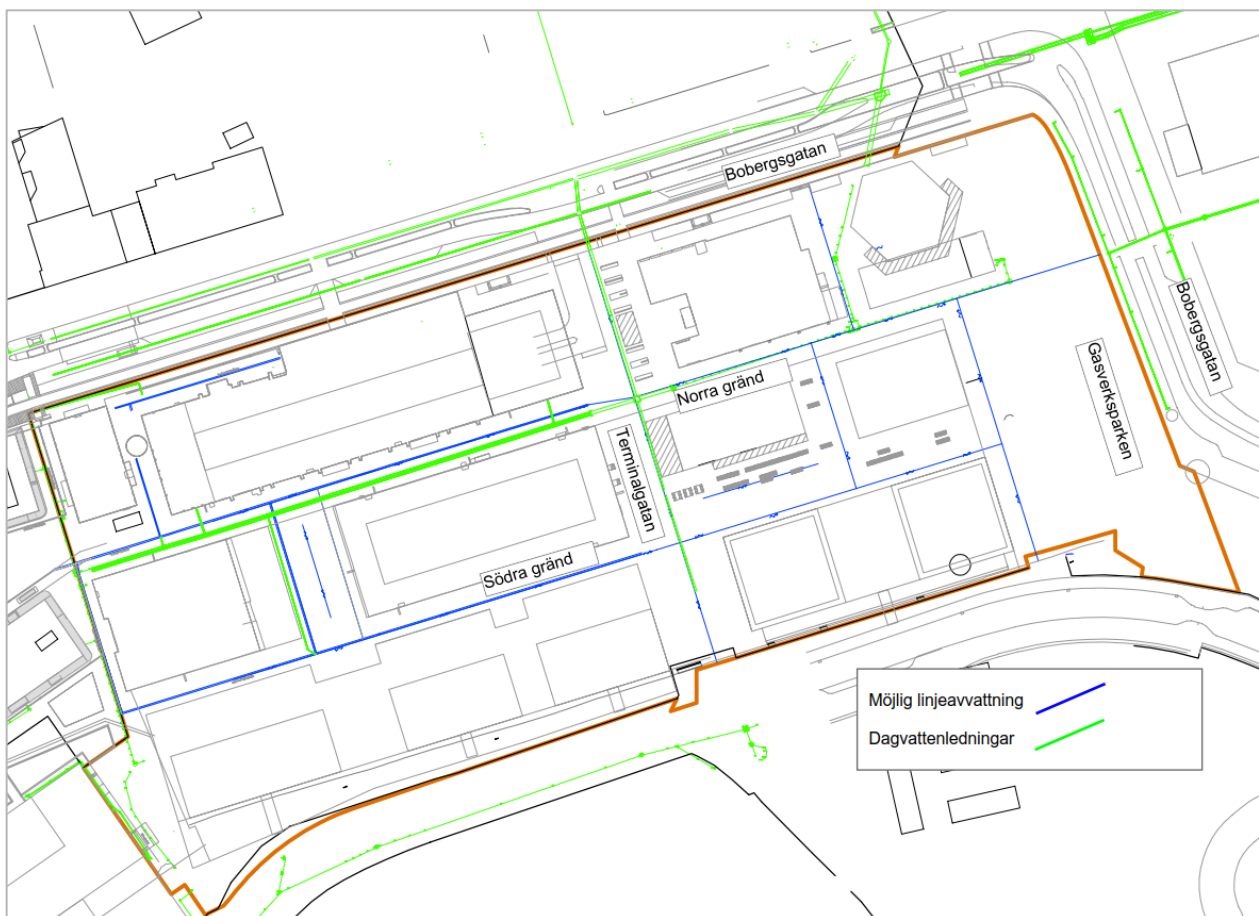 Bobergsgatan
Bobergsgatan
Gasverksparken
Norra gränd
Terminalgatan
Södra gränd
Möjlig linjeavvattning
Dagvattenledningar